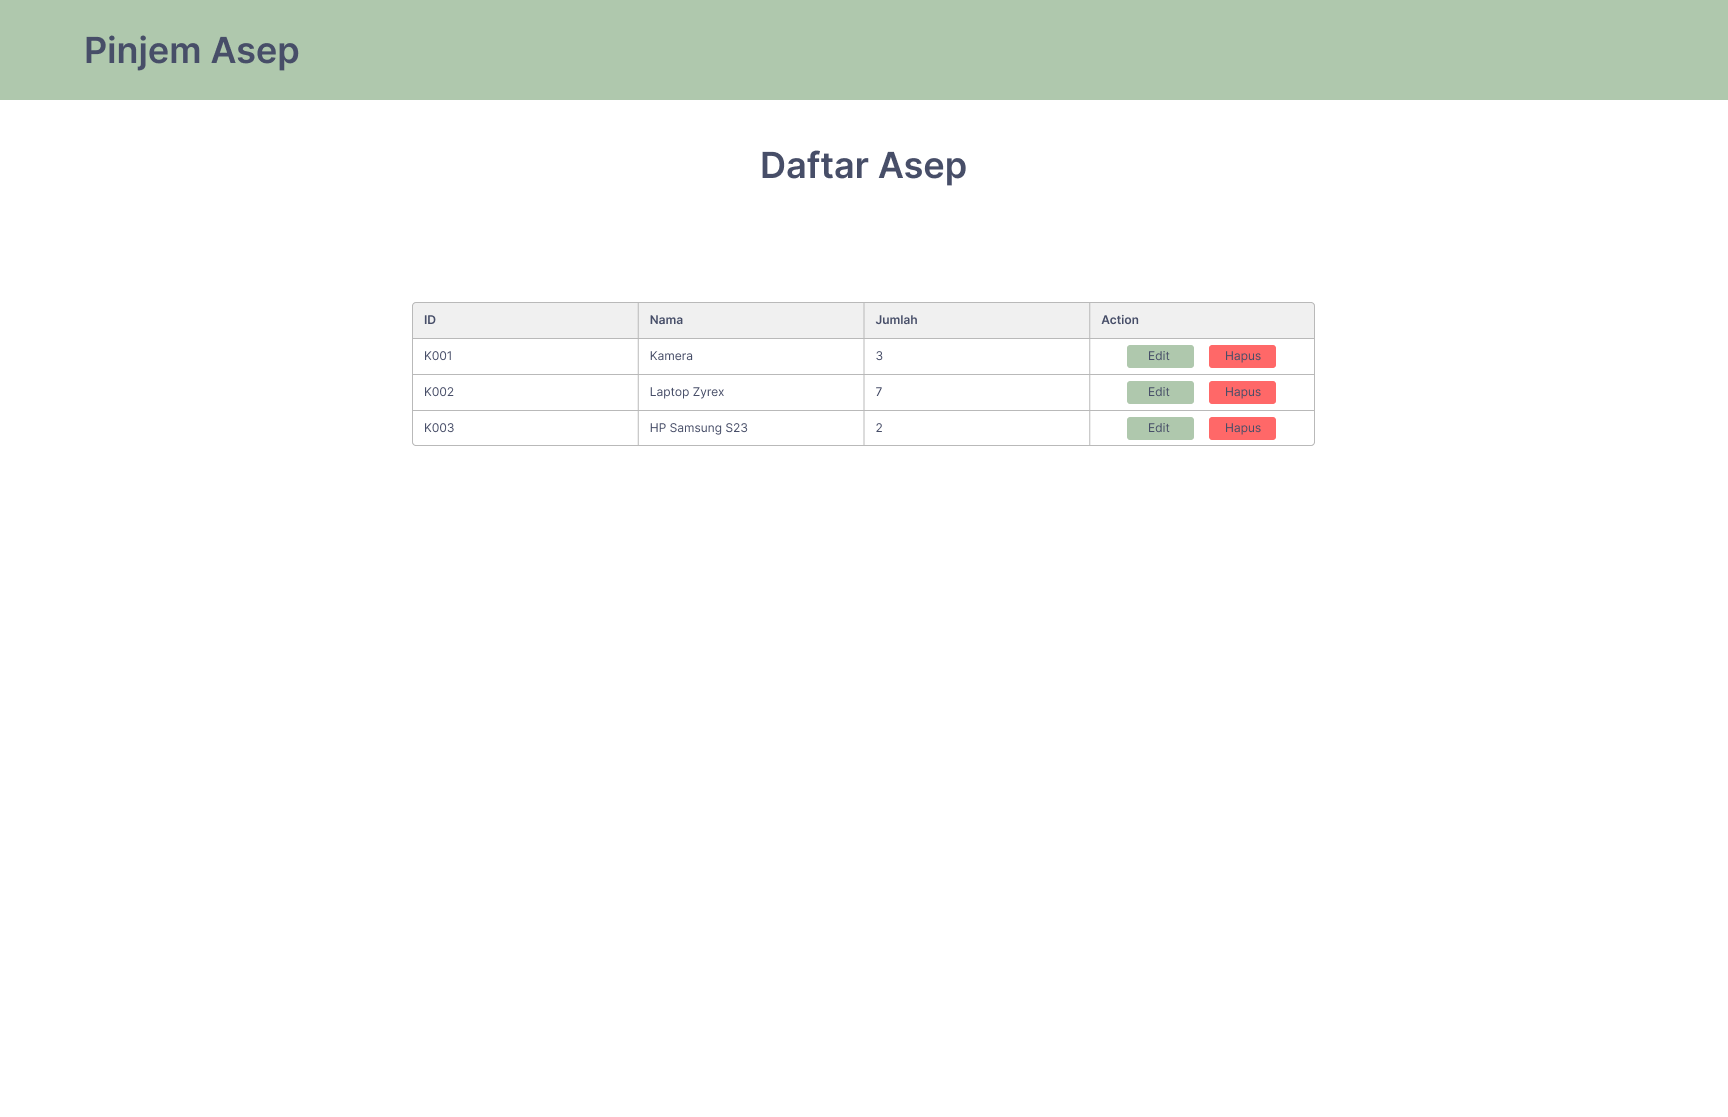 Pinjem Asep
Daftar Asep
ID Nama Jumlah Action
K001 Kamera 3 Edit Hapus
K002 Laptop Zyrex 7 Edit Hapus
K003 HP Samsung S23 2 Edit Hapus